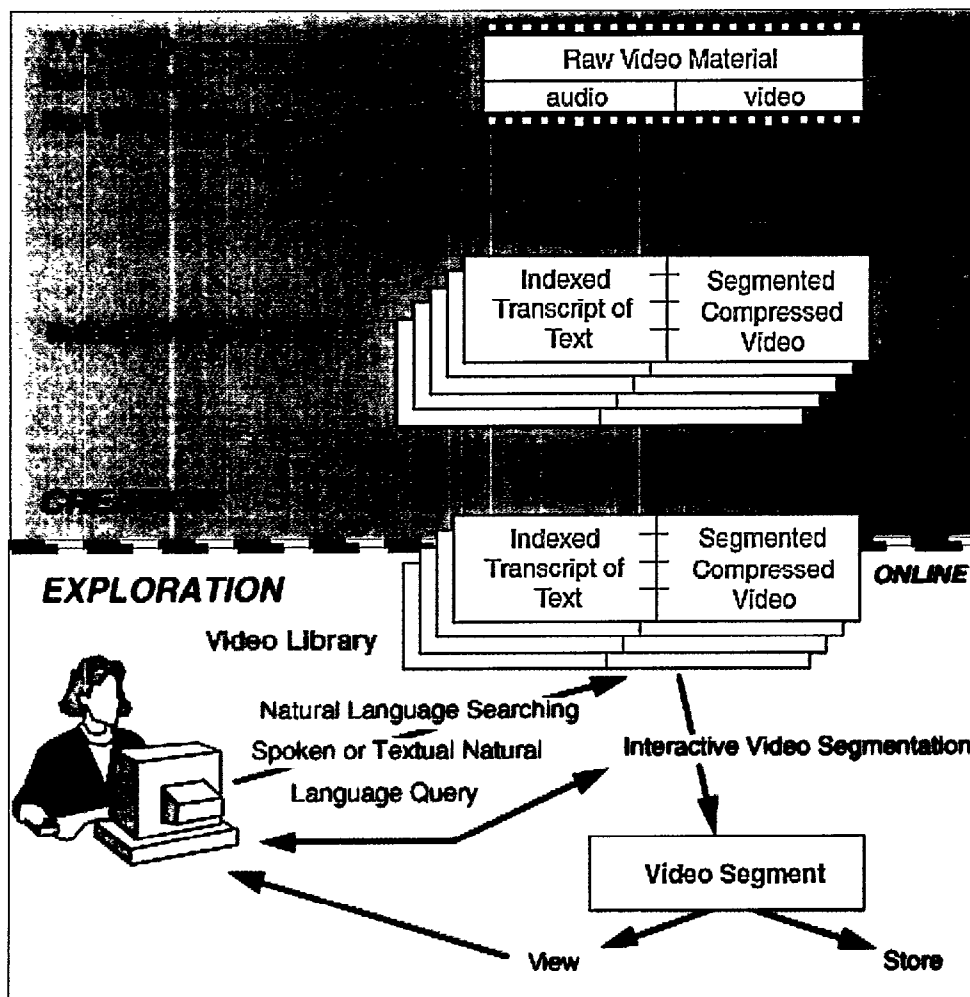 Raw Video Material
audio
video
Indexed
Transcript of
Text
Segmented
Compressed
Video
Indexed
Transcript of
Text
Segmented
Compressed
Video
EXPLORATION
ONLINE
Video Library
Natural Language Searching
Spoken or Textual Natural
Language Query
Interactive Video Segmentation
Video Segment
View
Store